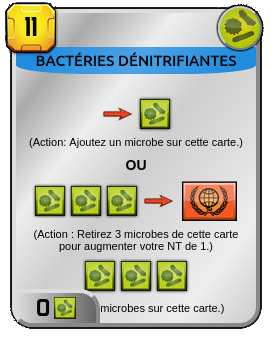 11
BACTÉRIES DÉNITRIFIANTES
(Action: Ajoutez un microbe sur cette carte.)
OU
(Action : Retirez 3 microbes de cette carte
pour augmenter votre NT de 1.)
0 microbes sur cette carte.)